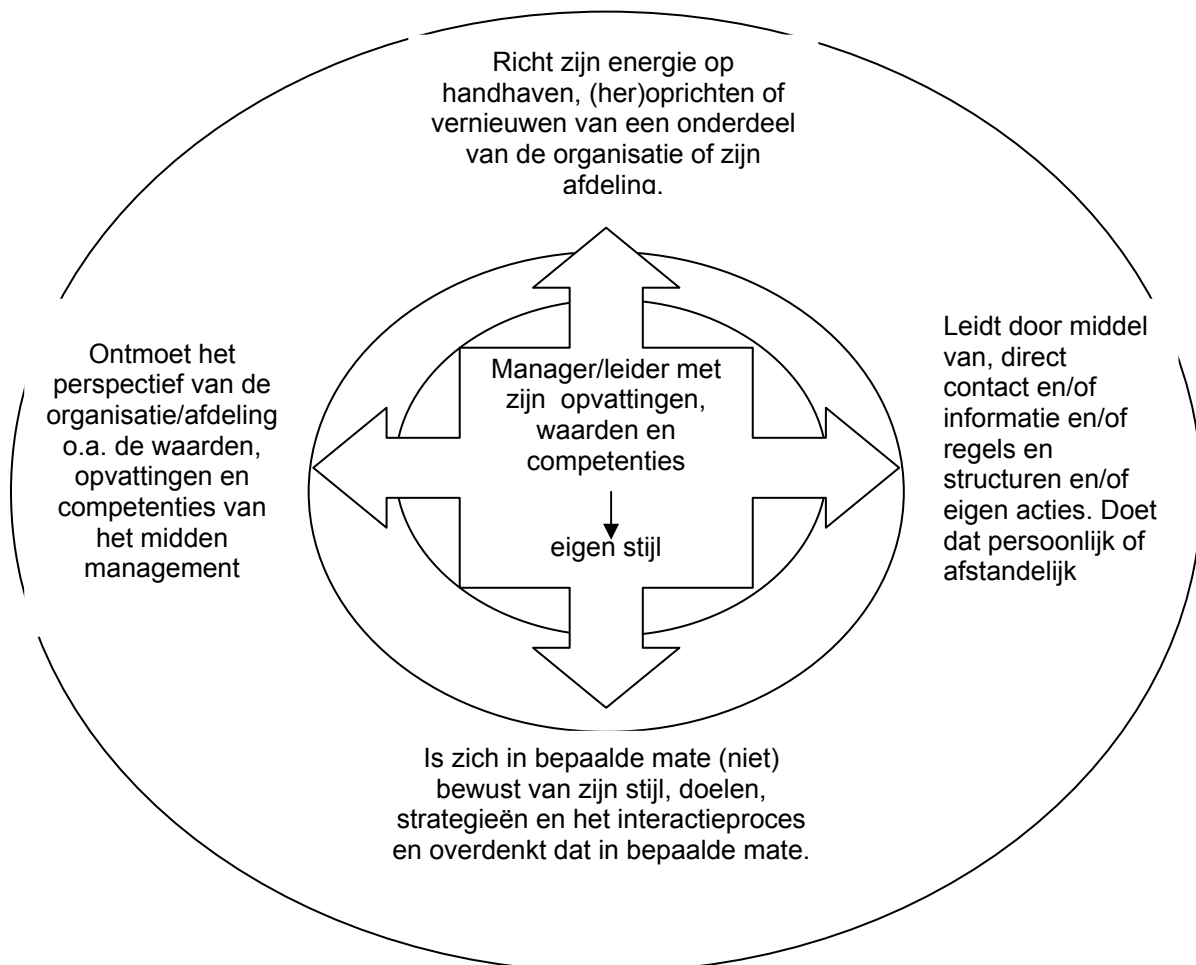 Richt zijn energie op
handhaven, (her)oprichten of
vernieuwen van een onderdeel
van de organisatie of zijn
afdeling.
Ontmoet het
perspectief van de
organisatie/afdeling
o.a. de waarden,
opvattingen en
competenties van
het midden
management
Manager/leider met
zijn opvattingen,
waarden en
competenties
eigen stijl
Leidt door middel
van, direct
contact en/of
informatie en/of
regels en
structuren en/of
eigen acties. Doet
dat persoonlijk of
afstandelijk
Is zich in bepaalde mate (niet)
bewust van zijn stijl, doelen,
strategieën en het interactieproces
en overdenkt dat in bepaalde mate.